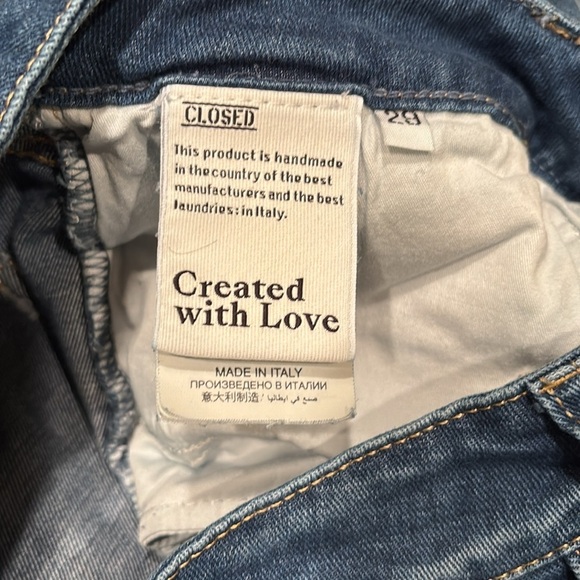 CLOSED
29
This product is handmade
in the country of the best
manufacturers and the best
laundries: in Italy.
Created
with Love
MADE IN ITALY
ПРОИЗВЕДЕНО В ИТАЛИИ
意大利制造 / صنع في ايطاليا